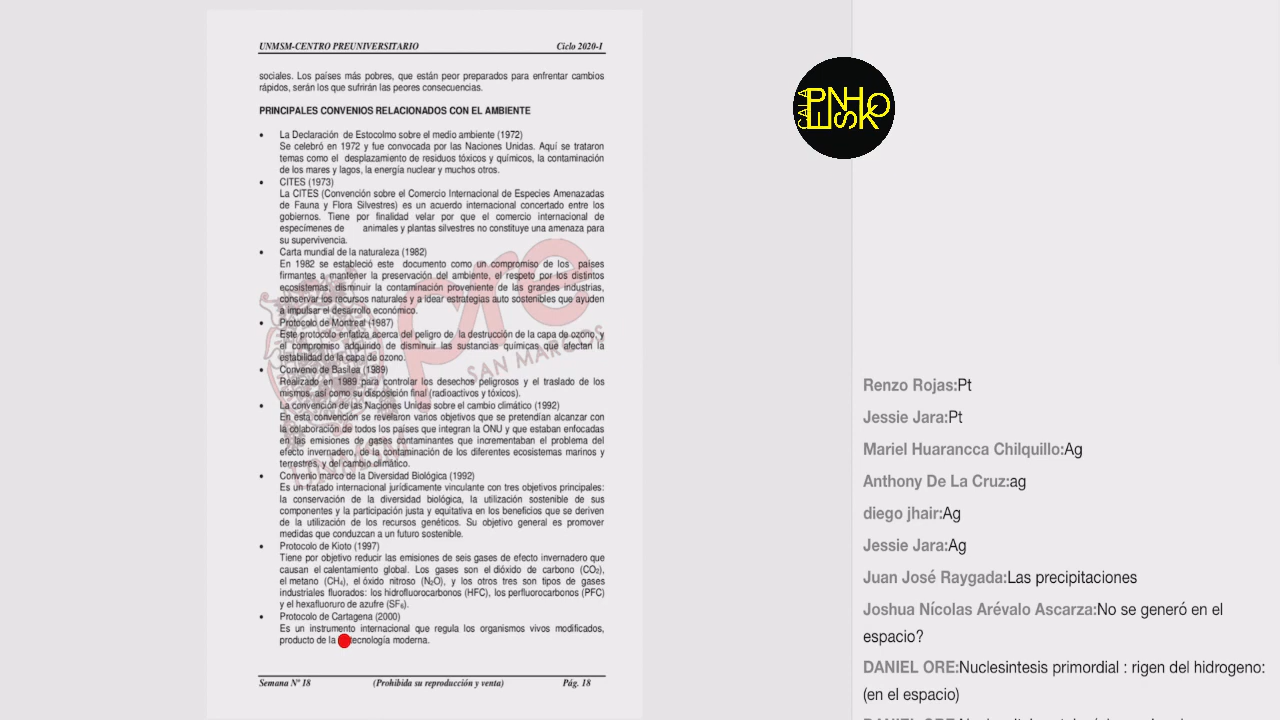 UNMSM-CENTRO PREUNIVERSITARIO Ciclo 2020-I
sociales. Los países más pobres, que están peor preparados para enfrentar cambios
rápidos, serán los que sufrirán las peores consecuencias.
PRINCIPALES CONVENIOS RELACIONADOS CON EL AMBIENTE
• La Declaración de Estocolmo sobre el medio ambiente (1972)
Se celebró en 1972 y fue convocada por las Naciones Unidas. Aquí se trataron
temas como el desplazamiento de residuos tóxicos y químicos, la contaminación
de los mares y lagos, la energía nuclear y muchos otros.
• CITES (1973)
La CITES (Convención sobre el Comercio Internacional de Especies Amenazadas
de Fauna y Flora Silvestres) es un acuerdo internacional concertado entre los
gobiernos. Tiene por finalidad velar por que el comercio internacional de
especímenes de animales y plantas silvestres no constituye una amenaza para
su supervivencia.
• Carta mundial de la naturaleza (1982)
En 1982 se estableció este documento como un compromiso de los países
firmantes a mantener la preservación del ambiente, el respeto por los distintos
ecosistemas, disminuir la contaminación proveniente de las grandes industrias,
conservar los recursos naturales y a idear estrategias auto sostenibles que ayuden
a impulsar el desarrollo económico.
• Protocolo de Montreal (1987)
Este protocolo enfatiza acerca del peligro de la destrucción de la capa de ozono, y
el compromiso adquirido de disminuir las sustancias químicas que afectan la
estabilidad de la capa de ozono.
• Convenio de Basilea (1989)
Realizado en 1989 para controlar los desechos peligrosos y el traslado de los
mismos, así como su disposición final (radioactivos y tóxicos).
• La convención de las Naciones Unidas sobre el cambio climático (1992)
En esta convención se revelaron varios objetivos que se pretendían alcanzar con
la colaboración de todos los países que integran la ONU y que estaban enfocadas
en las emisiones de gases contaminantes que incrementaban el problema del
efecto invernadero, de la contaminación de los diferentes ecosistemas marinos y
terrestres, y del cambio climático.
• Convenio marco de la Diversidad Biológica (1992)
Es un tratado internacional jurídicamente vinculante con tres objetivos principales:
la conservación de la diversidad biológica, la utilización sostenible de sus
componentes y la participación justa y equitativa en los beneficios que se deriven
de la utilización de los recursos genéticos. Su objetivo general es promover
medidas que conduzcan a un futuro sostenible.
• Protocolo de Kioto (1997)
Tiene por objetivo reducir las emisiones de seis gases de efecto invernadero que
causan el calentamiento global. Los gases son el dióxido de carbono (CO₂),
el metano (CH₄), el óxido nitroso (N₂O), y los otros tres son tipos de gases
industriales fluorados: los hidrofluorocarbonos (HFC), los perfluorocarbonos (PFC)
y el hexafluoruro de azufre (SF₆).
• Protocolo de Cartagena (2000)
Es un instrumento internacional que regula los organismos vivos modificados,
producto de la tecnología moderna.
Semana Nº 18 (Prohibida su reproducción y venta) Pág. 18
pre
SAN MARCOS
UNMSM
Renzo Rojas:Pt
Jessie Jara:Pt
Mariel Huarancca Chilquillo:Ag
Anthony De La Cruz:ag
diego jhair:Ag
Jessie Jara:Ag
Juan José Raygada:Las precipitaciones
Joshua Nícolas Arévalo Ascarza:No se generó en el
espacio?
DANIEL ORE:Nuclesintesis primordial : rigen del hidrogeno:
(en el espacio)